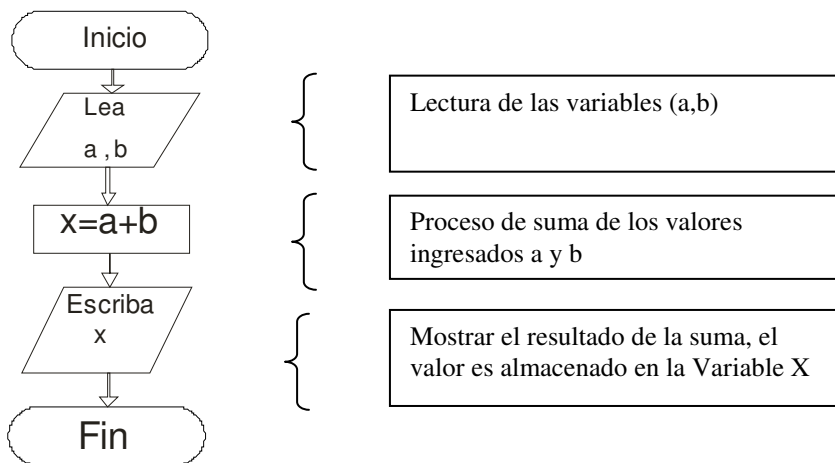 Inicio
Lea
a , b
Lectura de las variables (a,b)
x=a+b
Proceso de suma de los valores
ingresados a y b
Escriba
x
Mostrar el resultado de la suma, el
valor es almacenado en la Variable X
Fin